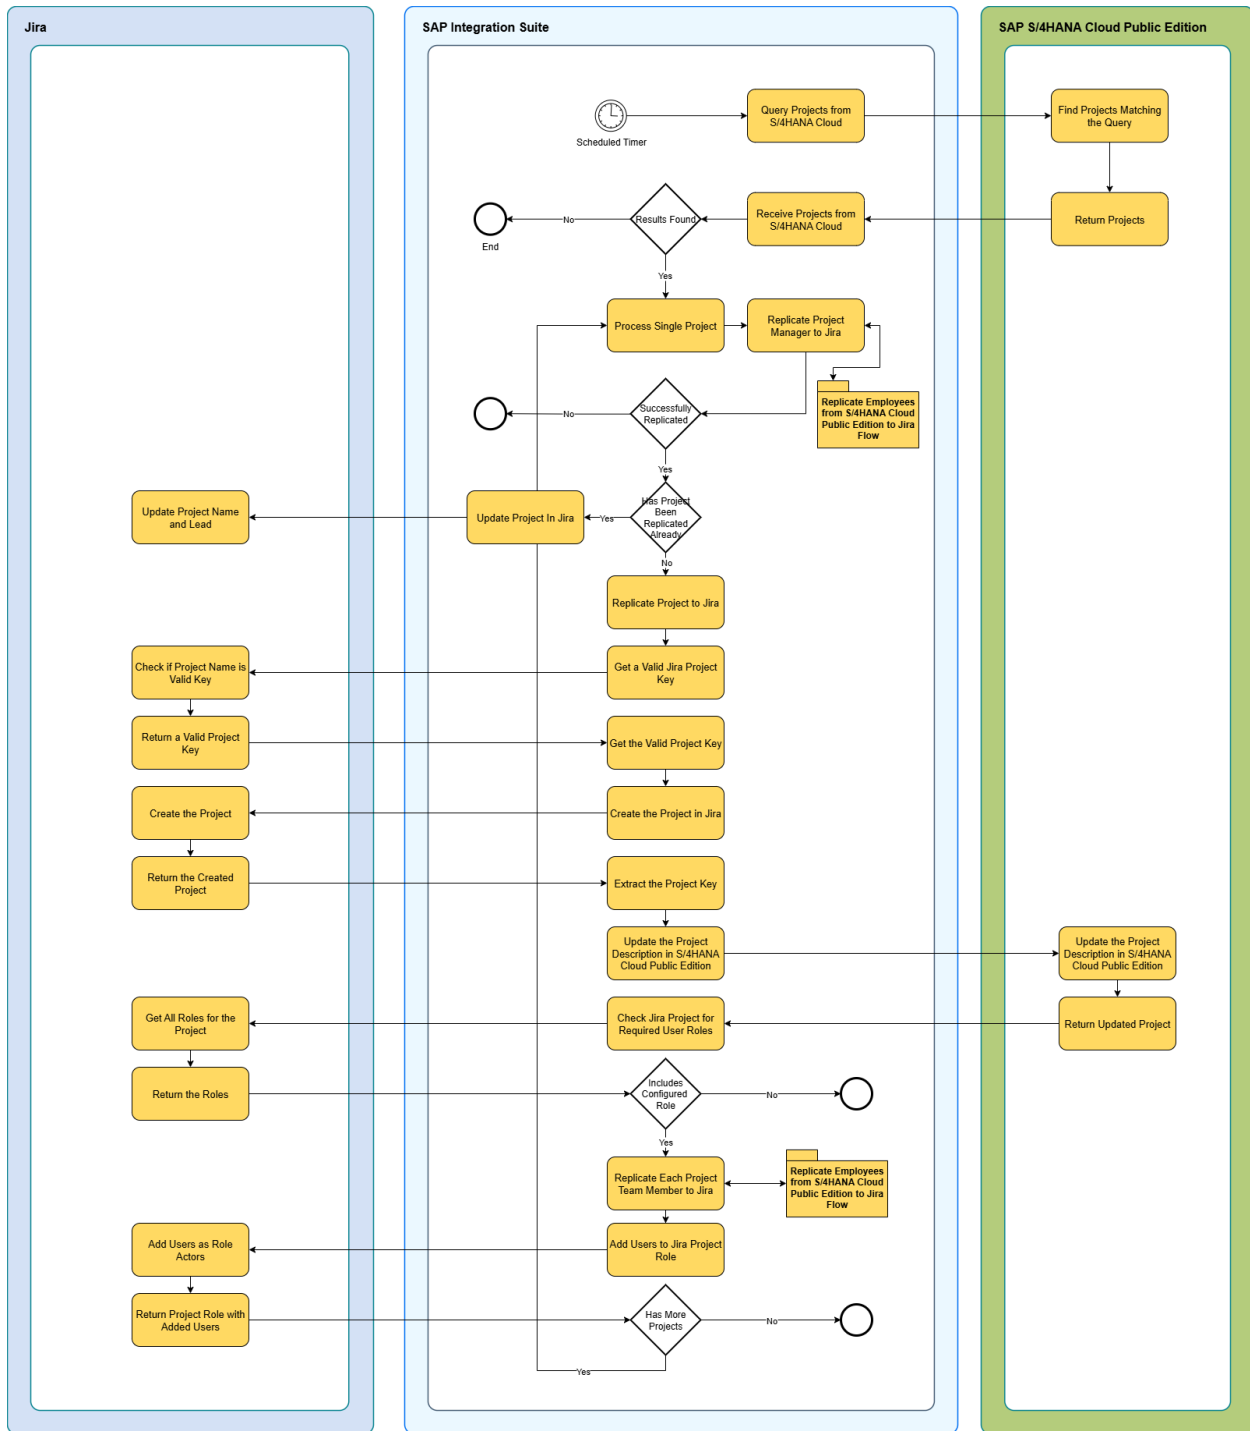 Jira
SAP Integration Suite
SAP S/4HANA Cloud Public Edition
Scheduled Timer
Query Projects from
S/4HANA Cloud
Find Projects Matching
the Query
End
No
Results Found
Receive Projects from
S/4HANA Cloud
Return Projects
Yes
Process Single Project
Replicate Project
Manager to Jira
Replicate Employees
from S/4HANA Cloud
Public Edition to Jira
Flow
No
Successfully
Replicated
Yes
Update Project Name
and Lead
Update Project In Jira
Yes
Has Project
Been
Replicated
Already
No
Replicate Project to Jira
Check if Project Name is
Valid Key
Get a Valid Jira Project
Key
Return a Valid Project
Key
Get the Valid Project Key
Create the Project
Create the Project in Jira
Return the Created
Project
Extract the Project Key
Update the Project
Description in S/4HANA
Cloud Public Edition
Update the Project
Description in S/4HANA
Cloud Public Edition
Get All Roles for the
Project
Check Jira Project for
Required User Roles
Return Updated Project
Return the Roles
Includes
Configured
Role
No
Yes
Replicate Each Project
Team Member to Jira
Replicate Employees
from S/4HANA Cloud
Public Edition to Jira
Flow
Add Users as Role
Actors
Add Users to Jira Project
Role
Return Project Role with
Added Users
Has More
Projects
No
Yes